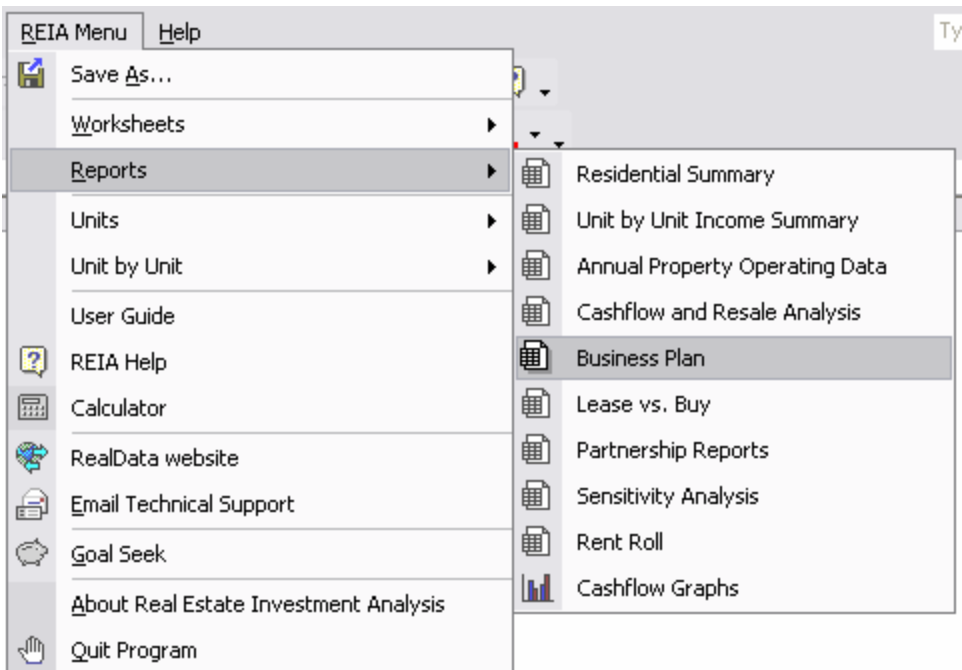 REIA Menu Help
Ty
Save As...
Worksheets
Reports
Units
Unit by Unit
User Guide
REIA Help
Calculator
RealData website
Email Technical Support
Goal Seek
About Real Estate Investment Analysis
Quit Program
Residential Summary
Unit by Unit Income Summary
Annual Property Operating Data
Cashflow and Resale Analysis
Business Plan
Lease vs. Buy
Partnership Reports
Sensitivity Analysis
Rent Roll
Cashflow Graphs